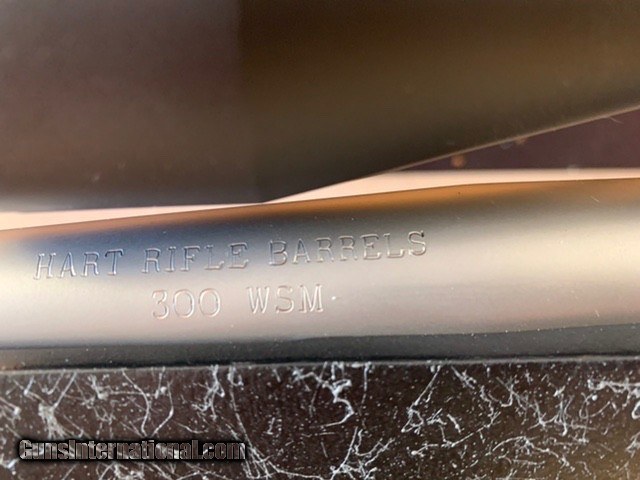 HART RIFLE BARRELS
300 WSM
GunsInternational.com